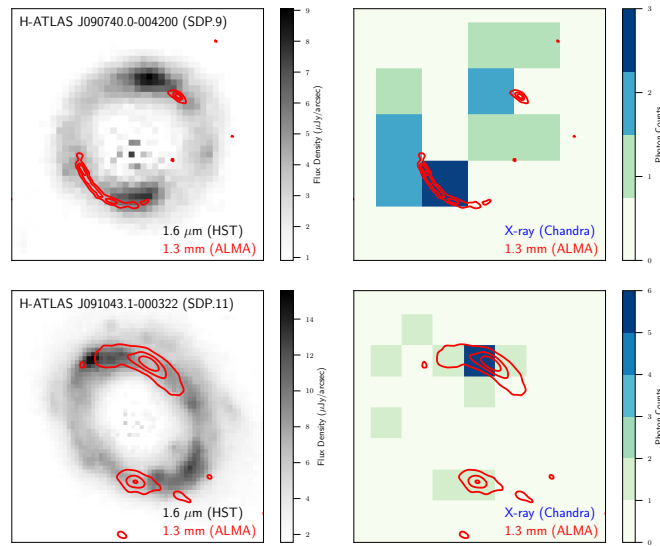 H-ATLAS J090740.0-004200 (SDP.9)
1.6 μm (HST)
1.3 mm (ALMA)
9
8
7
6
5
4
3
2
1
Flux Density (μJy/arcsec)
X-ray (Chandra)
1.3 mm (ALMA)
3
2
1
0
Photon Counts
H-ATLAS J091043.1-000322 (SDP.11)
1.6 μm (HST)
1.3 mm (ALMA)
14
12
10
8
6
4
2
Flux Density (μJy/arcsec)
X-ray (Chandra)
1.3 mm (ALMA)
6
5
4
3
2
1
0
Photon Counts